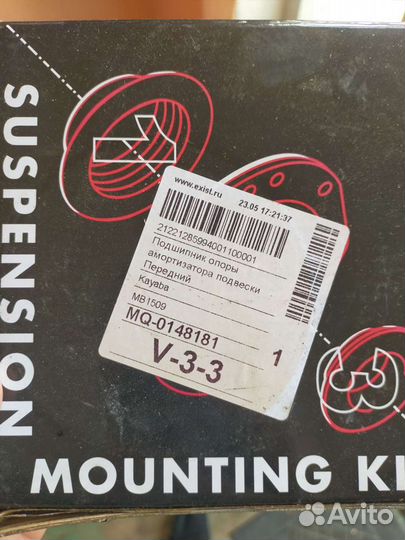 SUSPENSION
www.exist.ru
23.05 17:21:37
21221285994001100001
Подшипник опоры
амортизатора подвески
Передний
Kayaba
MB1509
MQ-0148181
1
V-3-3
MOUNTING KI
Avito